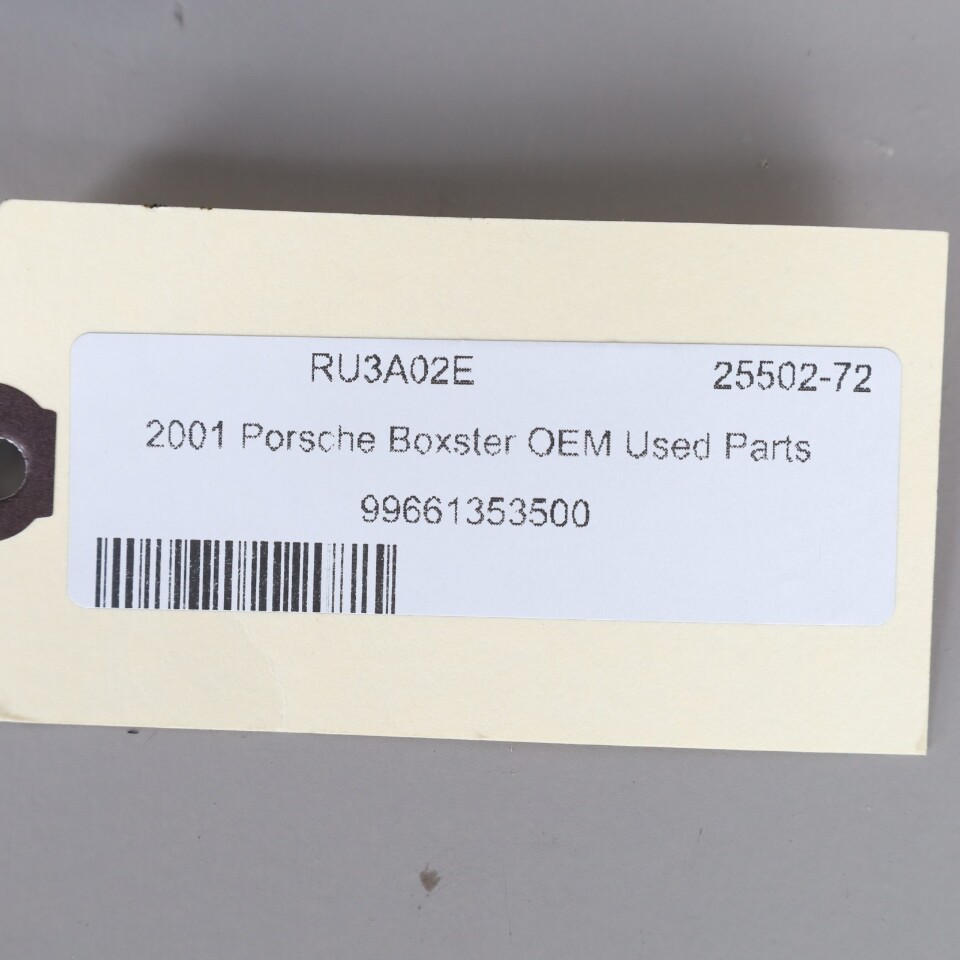 RU3A02E 25502-72
2001 Porsche Boxster OEM Used Parts
99661353500